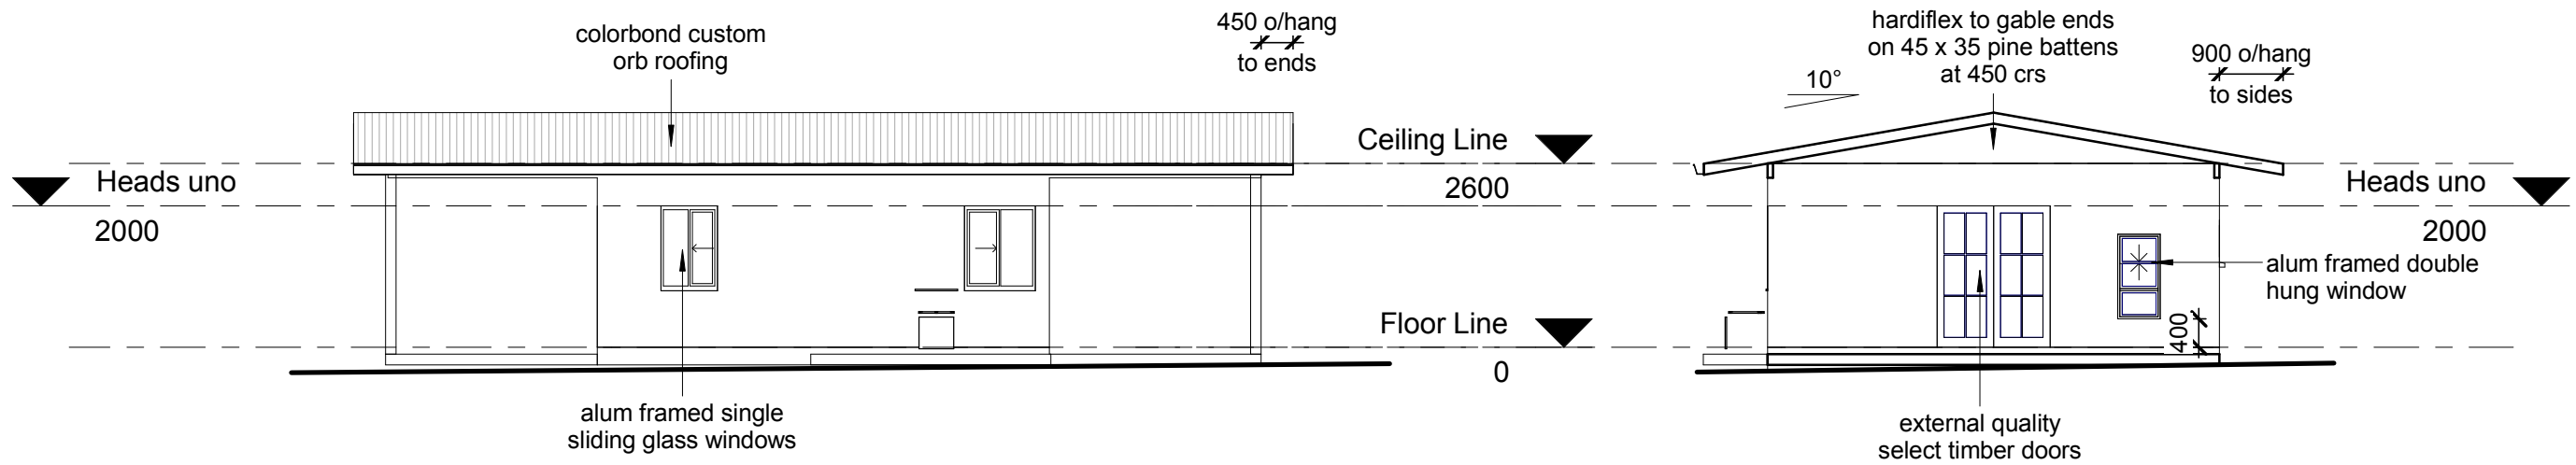 colorbond custom
orb roofing
450 o/hang
to ends
hardiflex to gable ends
on 45 x 35 pine battens
at 450 crs
900 o/hang
to sides
10°
Ceiling Line
2600
Heads uno
2000
Heads uno
2000
alum framed double
hung window
400
Floor Line
0
alum framed single
sliding glass windows
external quality
select timber doors